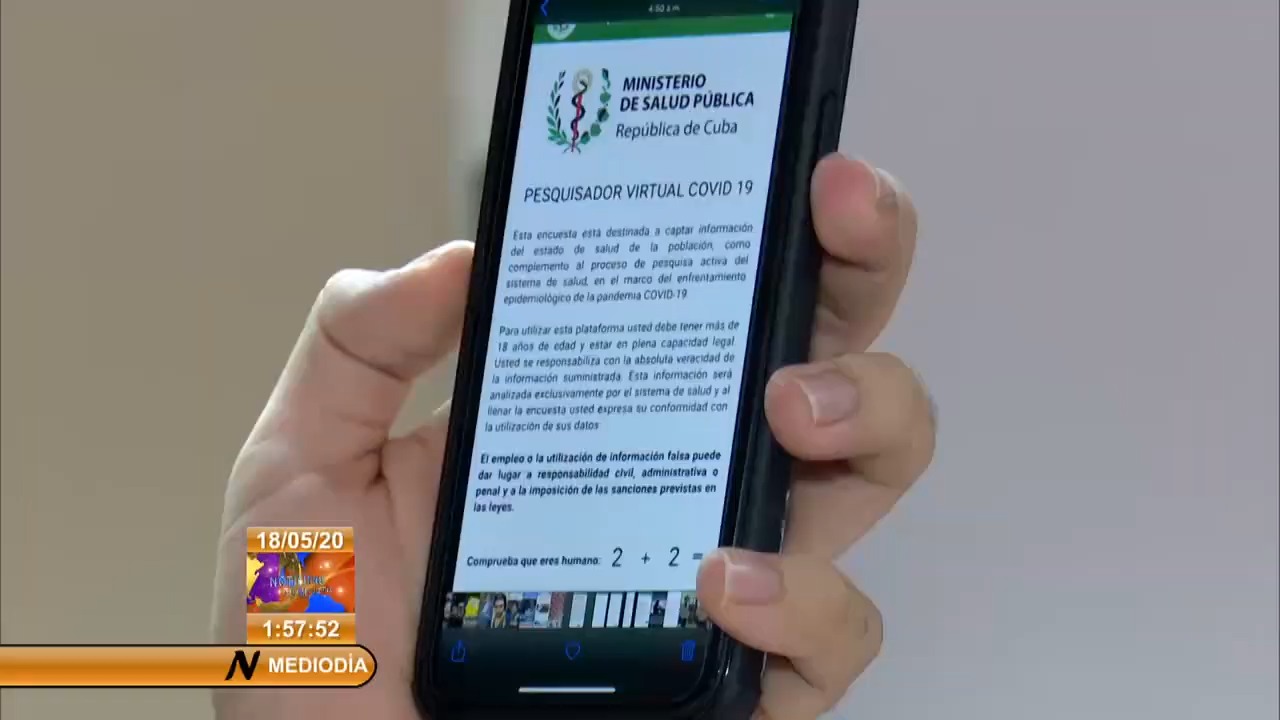 4:50 a.m.
MINISTERIO
DE SALUD PÚBLICA
República de Cuba
PESQUISADOR VIRTUAL COVID 19
Esta encuesta está destinada a captar información
del estado de salud de la población, como
complemento al proceso de pesquisa activa del
sistema de salud, en el marco del enfrentamiento
epidemiológico de la pandemia COVID-19.
Para utilizar esta plataforma usted debe tener más de
18 años de edad y estar en plena capacidad legal.
Usted se responsabiliza con la absoluta veracidad de
la información suministrada. Esta información será
analizada exclusivamente por el sistema de salud y al
llenar la encuesta usted expresa su conformidad con
la utilización de sus datos
El empleo o la utilización de información falsa puede
dar lugar a responsabilidad civil, administrativa o
penal y a la imposición de las sanciones previstas en
las leyes.
Comprueba que eres humano: 2 + 2 =
18/05/20
1:57:52
N MEDIODÍA